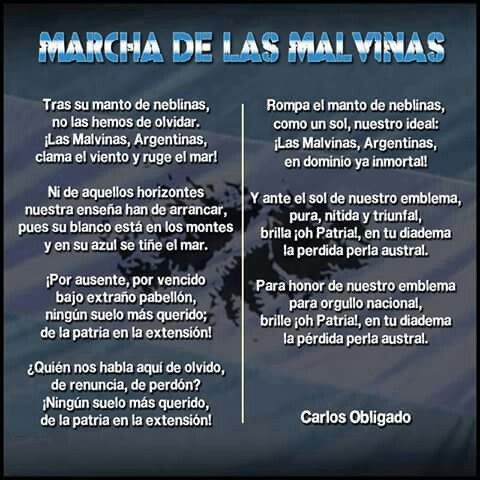 MARCHA DE LAS MALVINAS
Tras su manto de neblinas,
no las hemos de olvidar.
¡Las Malvinas, Argentinas,
clama el viento y ruge el mar!
Ni de aquellos horizontes
nuestra enseña han de arrancar,
pues su blanco está en los montes
y en su azul se tiñe el mar.
¡Por ausente, por vencido
bajo extraño pabellón,
ningún suelo más querido;
de la patria en la extensión!
¿Quién nos habla aquí de olvido,
de renuncia, de perdón?
¡Ningún suelo más querido,
de la patria en la extensión!
Rompa el manto de neblinas,
como un sol, nuestro ideal:
¡Las Malvinas, Argentinas,
en dominio ya inmortal!
Y ante el sol de nuestro emblema,
pura, nítida y triunfal,
brilla ¡oh Patria!, en tu diadema
la perdida perla austral.
Para honor de nuestro emblema
para orgullo nacional,
brille ¡oh Patria!, en tu diadema
la pérdida perla austral.
Carlos Obligado